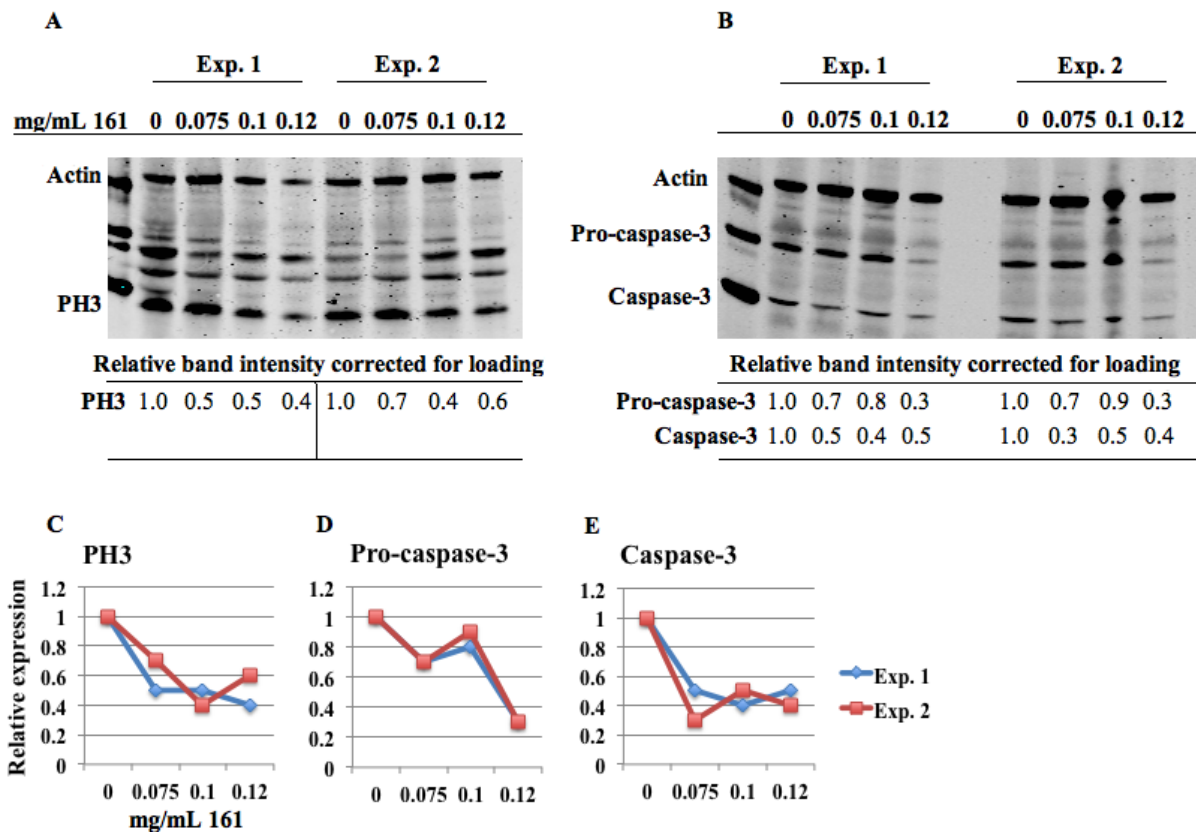 A
Exp. 1 Exp. 2
mg/mL 161 0 0.075 0.1 0.12 0 0.075 0.1 0.12
Actin
PH3
Relative band intensity corrected for loading
PH3 1.0 0.5 0.5 0.4 1.0 0.7 0.4 0.6
B
Exp. 1 Exp. 2
0 0.075 0.1 0.12 0 0.075 0.1 0.12
Actin
Pro-caspase-3
Caspase-3
Relative band intensity corrected for loading
Pro-caspase-3 1.0 0.7 0.8 0.3 1.0 0.7 0.9 0.3
Caspase-3 1.0 0.5 0.4 0.5 1.0 0.3 0.5 0.4
C
PH3
Relative expression
1.2
1
0.8
0.6
0.4
0.2
0
0 0.075 0.1 0.12
mg/mL 161
D
Pro-caspase-3
1.2
1
0.8
0.6
0.4
0.2
0
0 0.075 0.1 0.12
E
Caspase-3
1.2
1
0.8
0.6
0.4
0.2
0
0 0.075 0.1 0.12
Exp. 1
Exp. 2